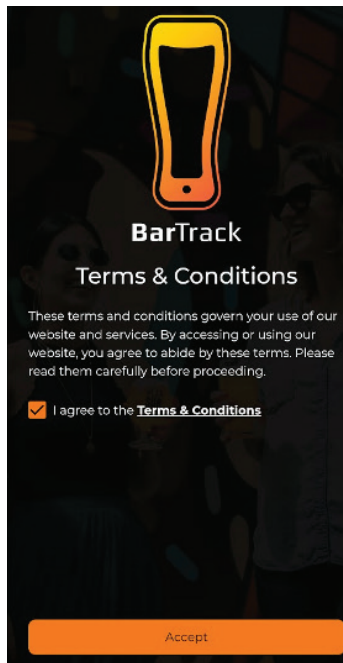 BarTrack
Terms & Conditions
These terms and conditions govern your use of our
website and services. By accessing or using our
website, you agree to abide by these terms. Please
read them carefully before proceeding.
I agree to the Terms & Conditions
Accept